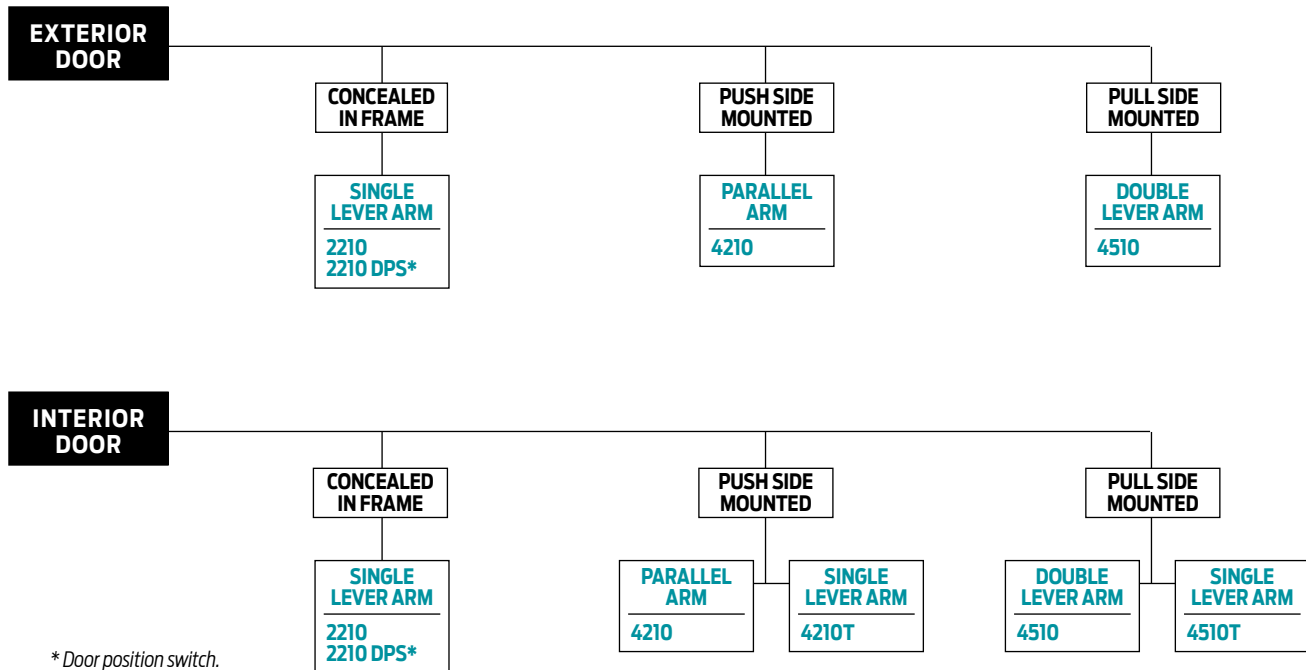 EXTERIOR
DOOR
CONCEALED
IN FRAME
PUSH SIDE
MOUNTED
PULL SIDE
MOUNTED
SINGLE
LEVER ARM
2210
2210 DPS*
PARALLEL
ARM
4210
DOUBLE
LEVER ARM
4510
INTERIOR
DOOR
CONCEALED
IN FRAME
PUSH SIDE
MOUNTED
PULL SIDE
MOUNTED
SINGLE
LEVER ARM
2210
2210 DPS*
PARALLEL
ARM
4210
SINGLE
LEVER ARM
4210T
DOUBLE
LEVER ARM
4510
SINGLE
LEVER ARM
4510T
* Door position switch.